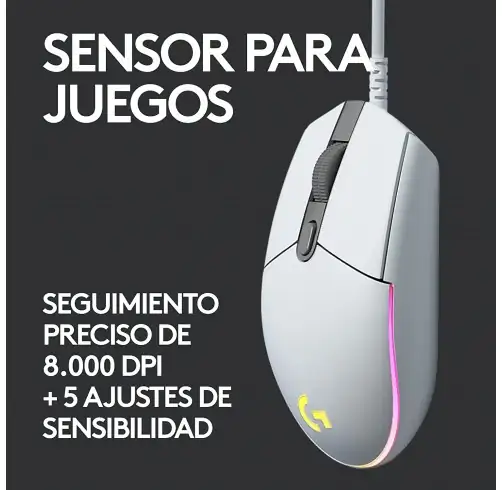 SENSOR PARA
JUEGOS
SEGUIMIENTO
PRECISO DE
8.000 DPI
+ 5 AJUSTES DE
SENSIBILIDAD